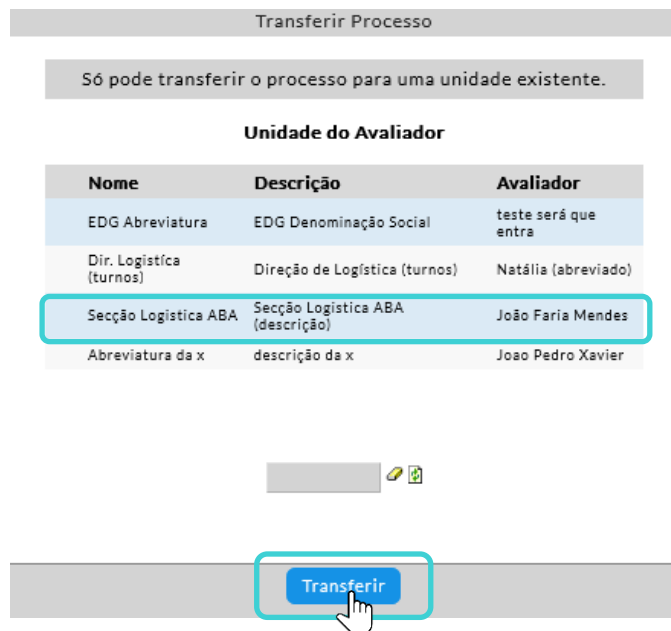 Transferir Processo
Só pode transferir o processo para uma unidade existente.
Unidade do Avaliador
Nome Descrição Avaliador
EDG Abreviatura EDG Denominação Social teste será que
entra
Dir. Logistíca
(turnos) Direção de Logística (turnos) Natália (abreviado)
Secção Logistica ABA Secção Logistica ABA
(descrição) João Faria Mendes
Abreviatura da x descrição da x Joao Pedro Xavier
Transferir